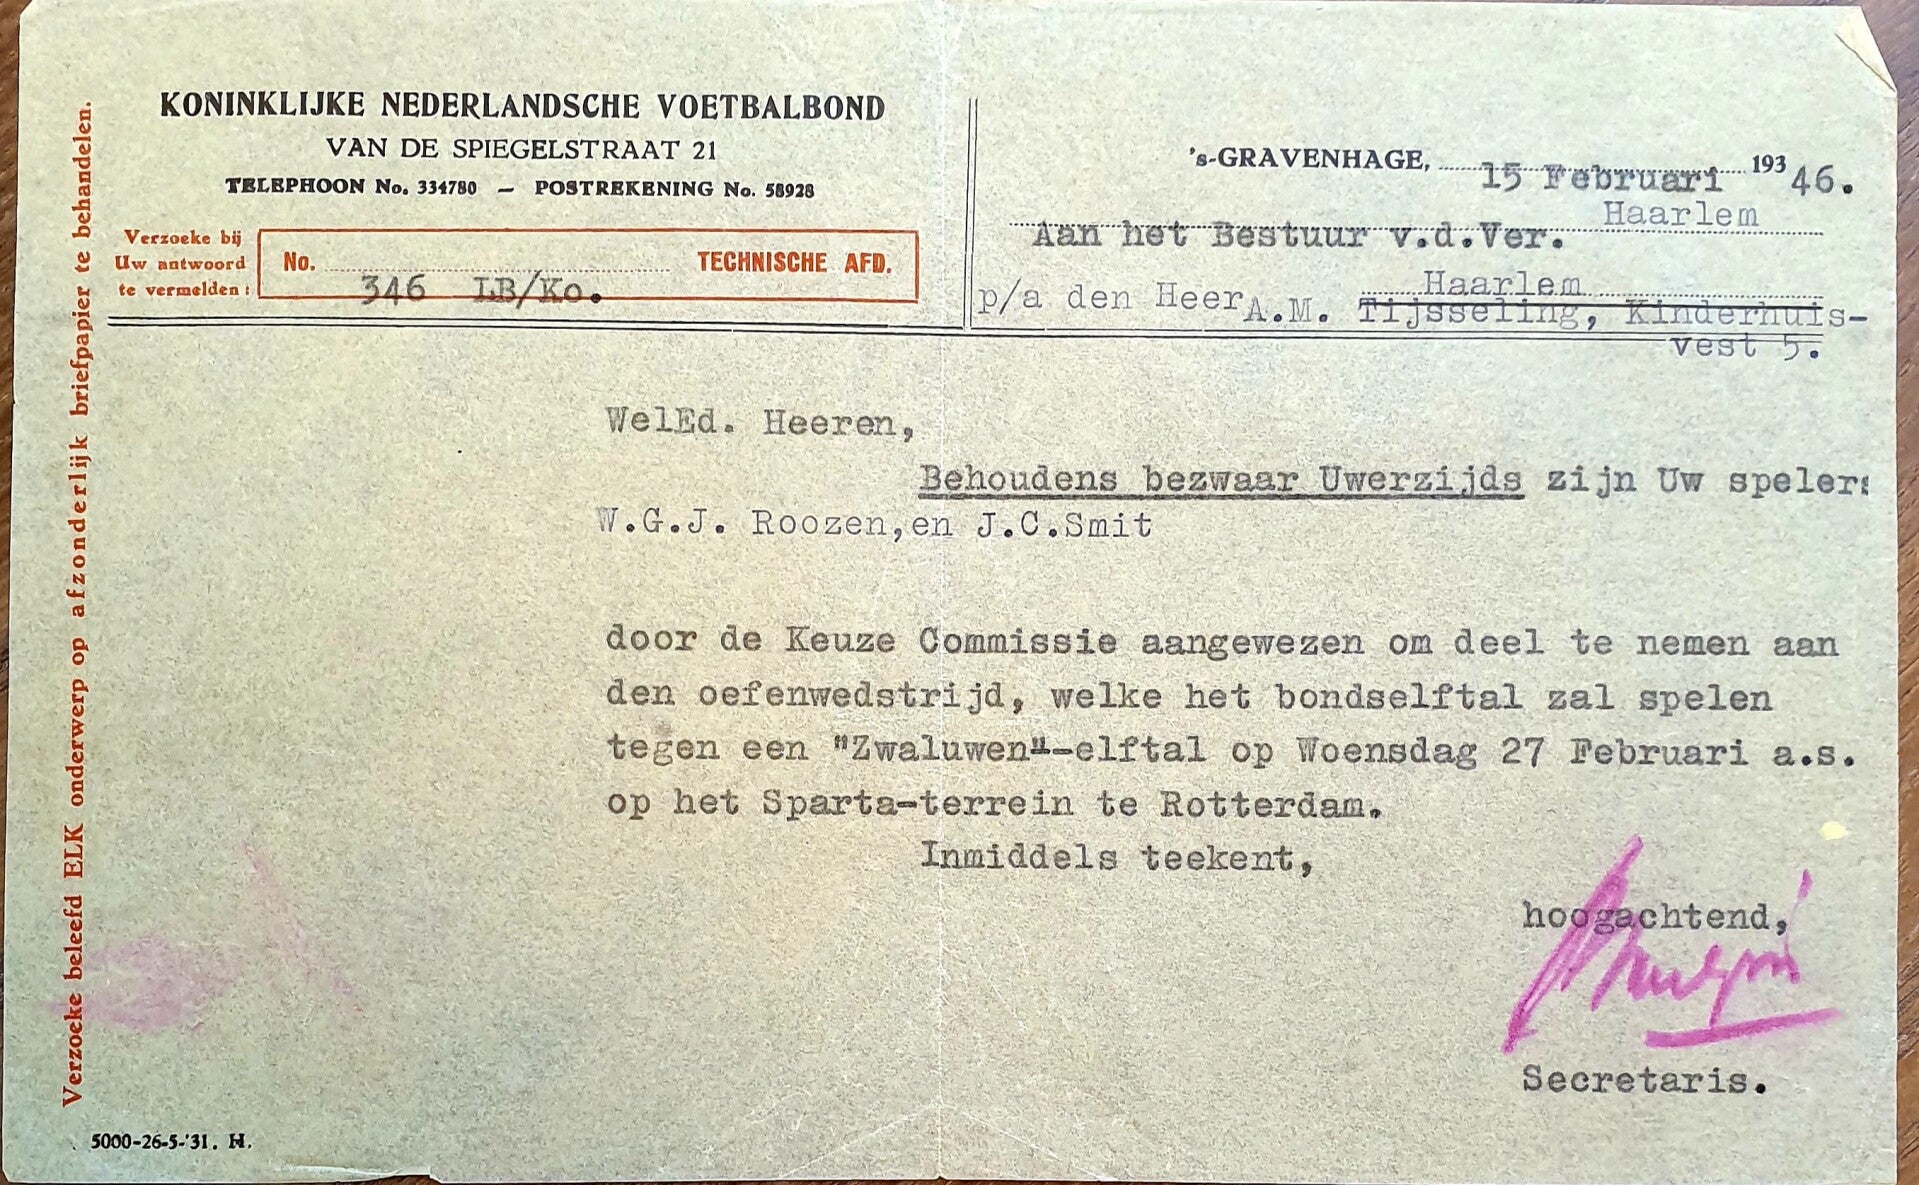 KONINKLIJKE NEDERLANDSCHE VOETBALBOND
VAN DE SPIEGELSTRAAT 21
TELEPHOON No. 334780 — POSTREKENING No. 58928
Verzoeke bij
Uw antwoord
te vermelden:
No. 346 LB/Ko. TECHNISCHE AFD.
's-GRAVENHAGE, 15 Februari 193 46.
Haarlem
Aan het Bestuur v.d.Ver.
Haarlem
p/a den Heer A.M. Tijsseling, Kinderhuis-
vest 5.
WelEd. Heeren,
Behoudens bezwaar Uwerzijds zijn Uw spelers
W.G.J. Roozen,en J.C.Smit
door de Keuze Commissie aangewezen om deel te nemen aan
den oefenwedstrijd, welke het bondselftal zal spelen
tegen een "Zwaluwen"-elftal op Woensdag 27 Februari a.s.
op het Sparta-terrein te Rotterdam.
Inmiddels teekent,
hoogachtend,
Secretaris.
Verzoeke beleefd ELK onderwerp op afzonderlijk briefpapier te behandelen.
5000-26-5-'31. H.